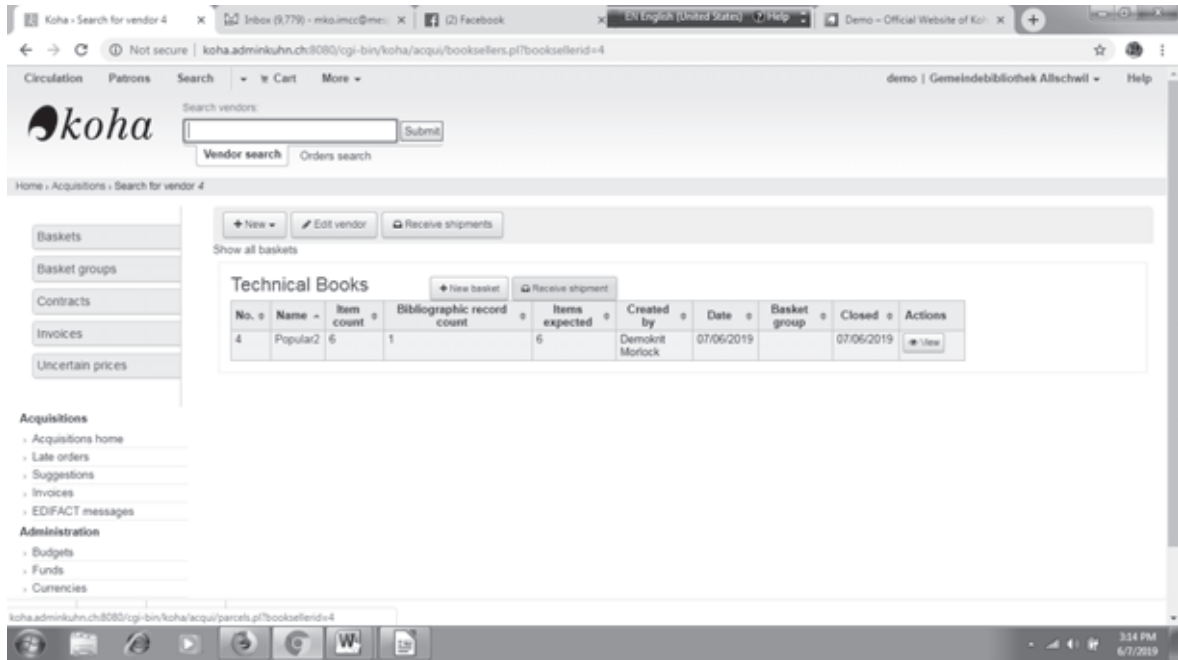 Koha › Search for vendor 4
Inbox (9,779) - mko.imcc@me
(2) Facebook
EN English (United States) Help
Demo – Official Website of Koh
Not secure | koha.adminkuhn.ch:8080/cgi-bin/koha/acqui/booksellers.pl?booksellerid=4
Circulation Patrons Search Cart More
demo | Gemeindebibliothek Allschwil Help
koha
Search vendors:
Submit
Vendor search Orders search
Home › Acquisitions › Search for vendor 4
+ New Edit vendor Receive shipments
Show all baskets
Baskets
Basket groups
Contracts
Invoices
Uncertain prices
Technical Books + New basket Receive shipment
No. Name Item count Bibliographic record count Items expected Created by Date Basket group Closed Actions
4 Popular2 6 1 6 Demokrit Morlock 07/06/2019 07/06/2019 View
Acquisitions
› Acquisitions home
› Late orders
› Suggestions
› Invoices
› EDIFACT messages
Administration
› Budgets
› Funds
› Currencies
koha.adminkuhn.ch:8080/cgi-bin/koha/acqui/parcels.pl?booksellerid=4
3:14 PM
6/7/2019